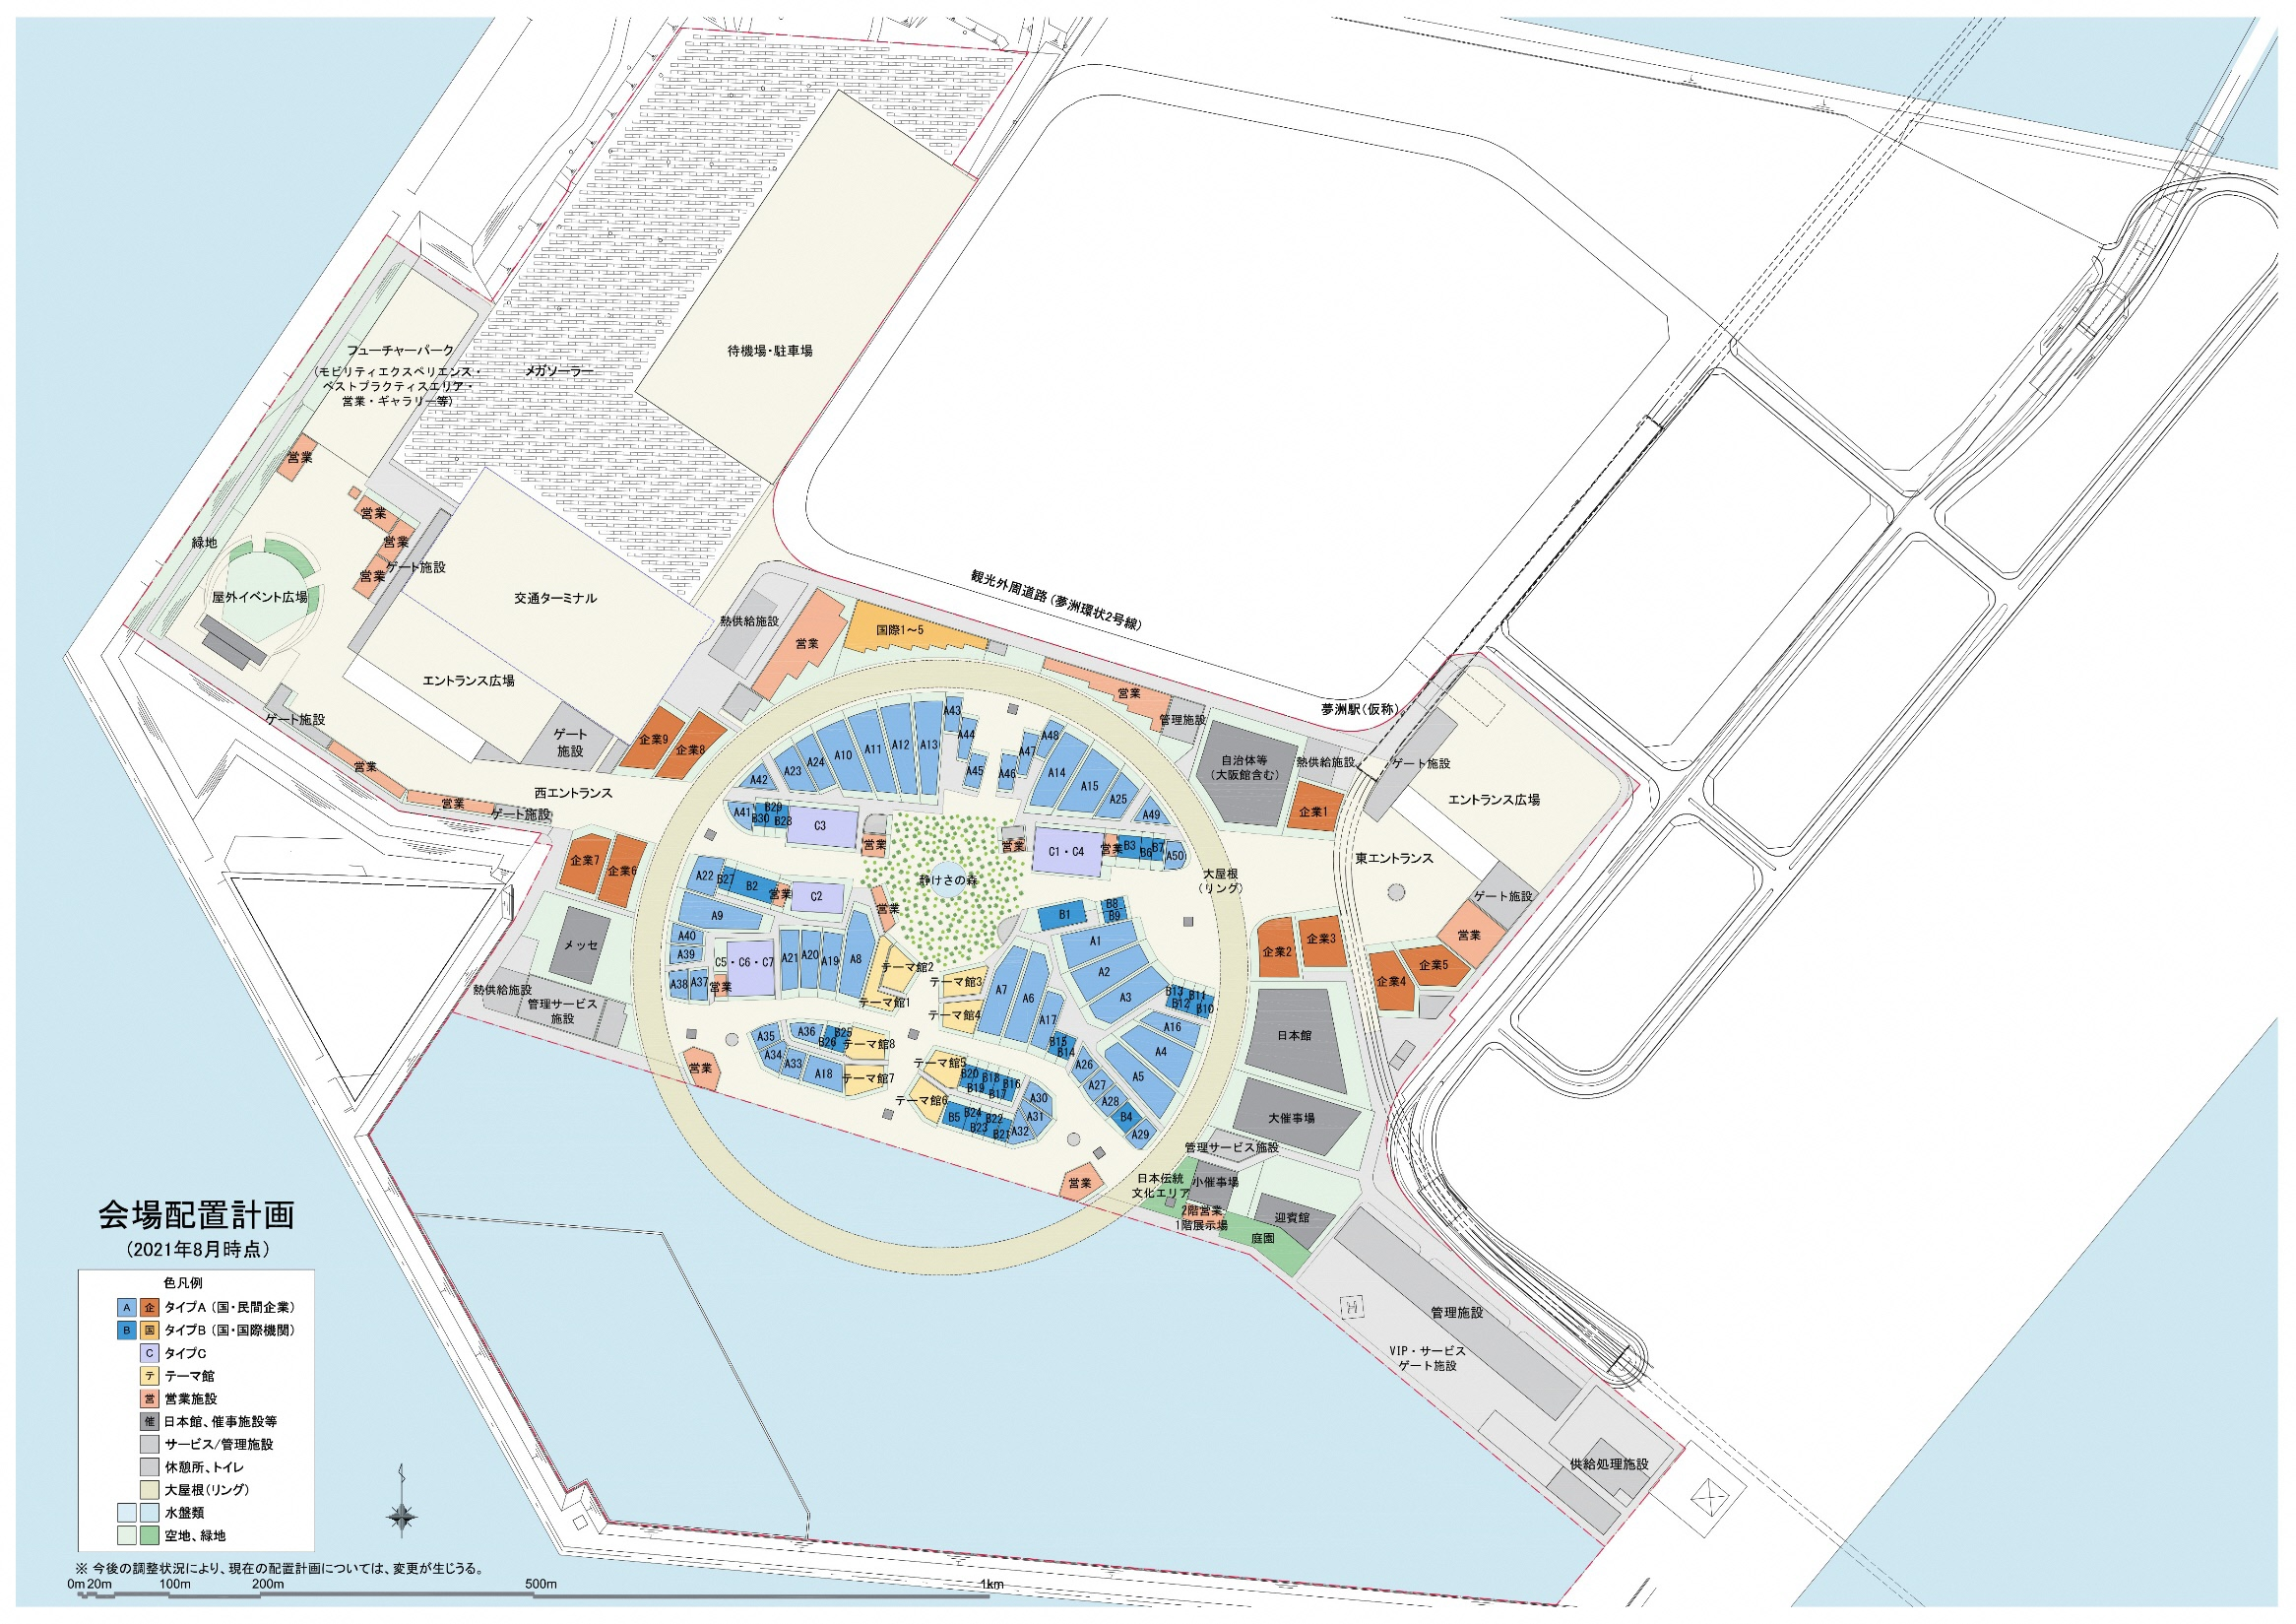 フューチャーパーク
(モビリティエクスペリエンス・
ベストプラクティスエリア・
営業・ギャラリー等)
メガソーラー
待機場・駐車場
営業
営業
営業
営業
ゲート施設
緑地
屋外イベント広場
交通ターミナル
エントランス広場
ゲート施設
ゲート
施設
営業
営業
ゲート施設
西エントランス
熱供給施設
営業
国際1～5
観光外周道路(夢洲環状2号線)
営業
管理施設
夢洲駅(仮称)
自治体等
(大阪館含む)
熱供給施設
ゲート施設
エントランス広場
企業1
東エントランス
ゲート施設
営業
企業9
企業8
企業7
企業6
メッセ
熱供給施設
管理サービス
施設
大屋根
(リング)
企業2
企業3
企業4
企業5
日本館
大催事場
管理サービス施設
日本伝統
文化エリア
小催事場
2階営業
1階展示場
迎賓館
庭園
管理施設
VIP・サービス
ゲート施設
供給処理施設
H
A42
A23
A24
A10
A11
A12
A13
A43
A44
A45
A46
A47
A48
A14
A15
A25
A49
A41
B29
B30
B28
C3
営業
営業
C1・C4
営業
B3
B6
B7
A50
静けさの森
A22
B27
B2
営業
C2
営業
A9
A40
A39
A38
A37
C5・C6・C7
営業
A21
A20
A19
A8
テーマ館2
テーマ館1
テーマ館3
テーマ館4
A7
A6
A17
B1
B8
B9
A1
A2
A3
B13
B11
B12
B10
A16
A4
A5
B15
B14
A26
A27
A28
B4
A29
A35
A36
B25
B26
テーマ館8
A34
A33
A18
テーマ館7
営業
テーマ館5
B20
B18
B16
B19
B17
テーマ館6
B5
B24
B22
B23
B21
A30
A31
A32
営業
会場配置計画
(2021年8月時点)
色凡例
A 企 タイプA (国・民間企業)
B 国 タイプB (国・国際機関)
C タイプC
テ テーマ館
営 営業施設
催 日本館、催事施設等
サービス/管理施設
休憩所、トイレ
大屋根(リング)
水盤類
空地、緑地
※ 今後の調整状況により、現在の配置計画については、変更が生じうる。
0m 20m 100m 200m 500m 1km